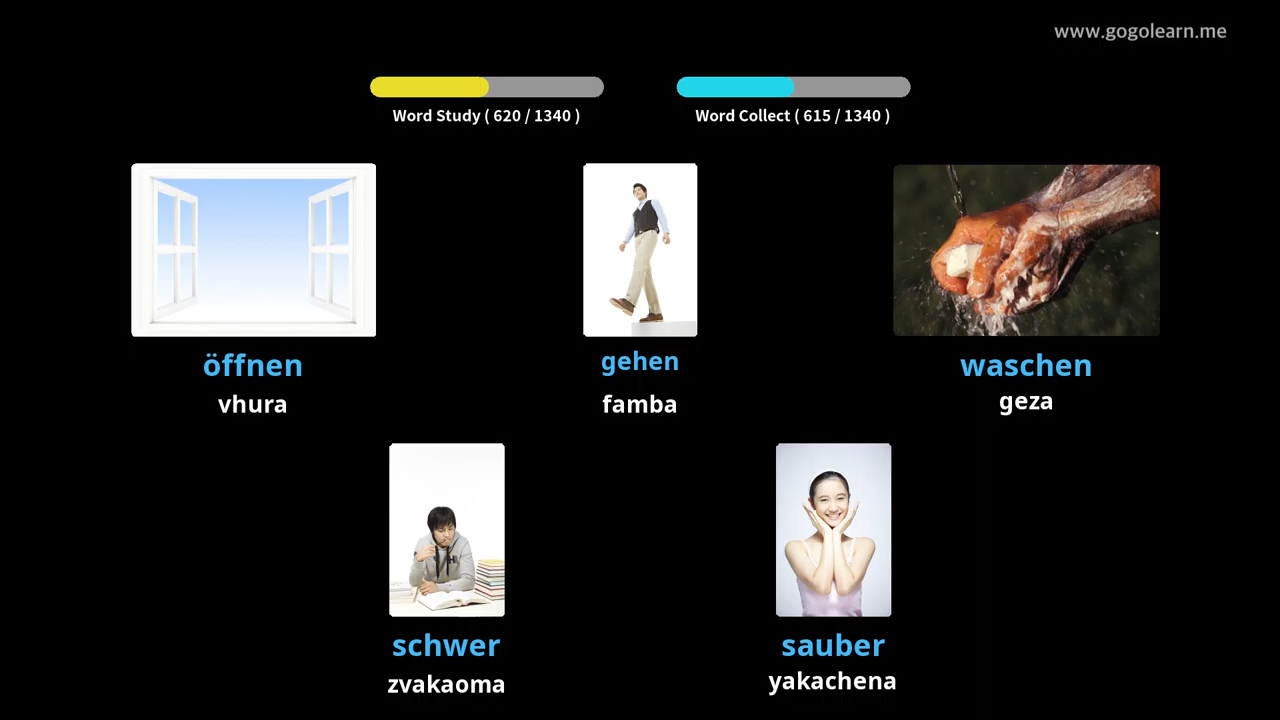 www.gogolearn.me
Word Study ( 620 / 1340 )
Word Collect ( 615 / 1340 )
öffnen
gehen
waschen
vhura
famba
geza
schwer
sauber
zvakaoma
yakachena